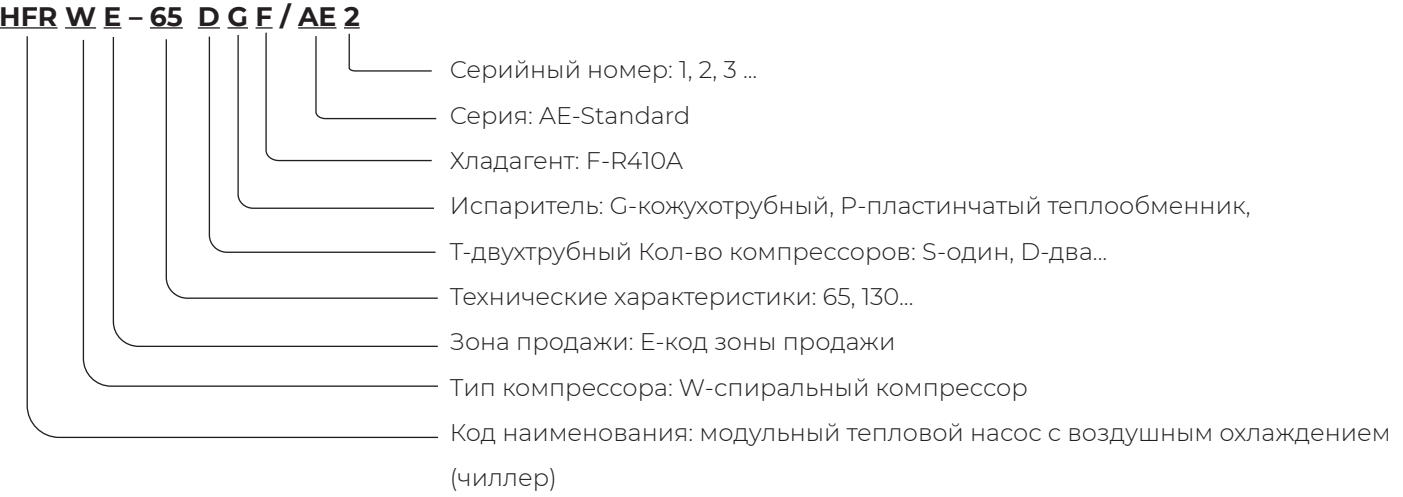 HFR W E – 65 D G F / AE 2
Серийный номер: 1, 2, 3 ...
Серия: AE-Standard
Хладагент: F-R410A
Испаритель: G-кожухотрубный, P-пластинчатый теплообменник,
Т-двухтрубный Кол-во компрессоров: S-один, D-два...
Технические характеристики: 65, 130...
Зона продажи: E-код зоны продажи
Тип компрессора: W-спиральный компрессор
Код наименования: модульный тепловой насос с воздушным охлаждением
(чиллер)